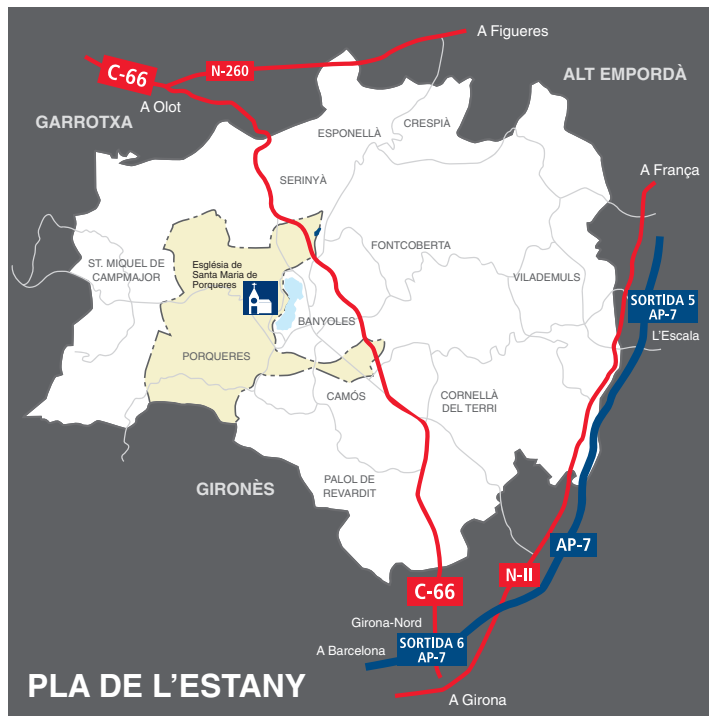 A Figueres
C-66
N-260
ALT EMPORDÀ
A Olot
GARROTXA
CRESPIÀ
ESPONELLÀ
A França
SERINYÀ
FONTCOBERTA
ST. MIQUEL DE
CAMPMAJOR
Església de
Santa Maria de
Porqueres
VILADEMULS
SORTIDA 5
AP-7
BANYOLES
L'Escala
PORQUERES
CAMÓS
CORNELLÀ
DEL TERRI
GIRONÈS
PALOL DE
REVARDIT
AP-7
N-II
C-66
Girona-Nord
SORTIDA 6
AP-7
A Barcelona
PLA DE L'ESTANY
A Girona